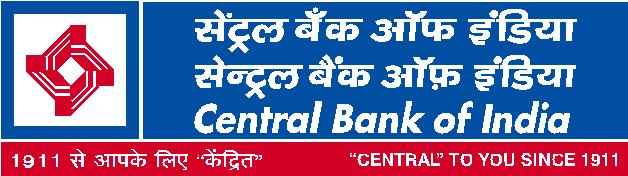 सेंट्रल बँक ऑफ इंडिया
सेन्ट्रल बैंक ऑफ़ इंडिया
Central Bank of India
1911 से आपके लिए “केंद्रित” “CENTRAL” TO YOU SINCE 1911